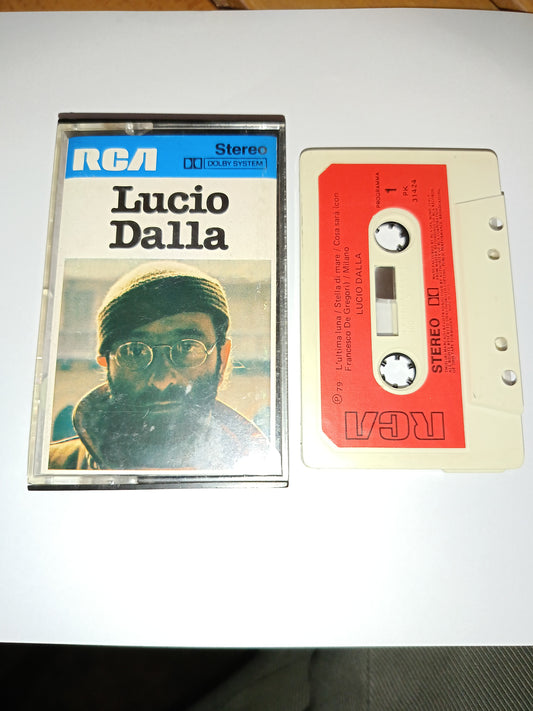 RCA
Stereo
DOLBY SYSTEM
Lucio
Dalla
PROGRAMMA
1
PK
31424
℗ 79 L'ultima luna / Stella di mare / Cosa sarà (con
Francesco De Gregori) / Milano
LUCIO DALLA
STEREO
RCA